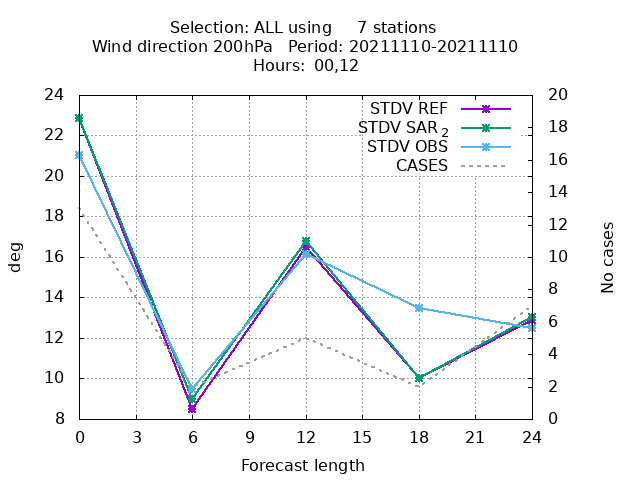 Selection: ALL using 7 stations
Wind direction 200hPa Period: 20211110-20211110
Hours: 00,12
24
22
20
18
16
14
12
10
8
deg
20
18
16
14
12
10
8
6
4
2
0
No cases
STDV REF
STDV SAR 2
STDV OBS
CASES
0 3 6 9 12 15 18 21 24
Forecast length